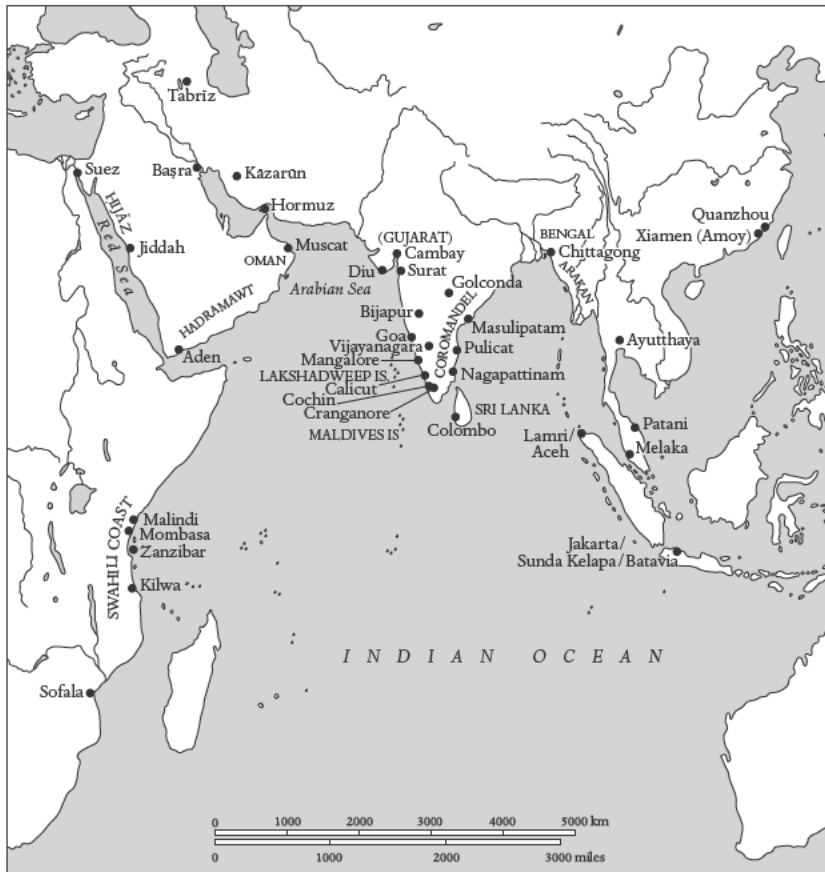 Tabrīz
Suez
Baṣra
Kāzarūn
Hormuz
HIJĀZ
Red Sea
Jiddah
OMAN
Muscat
HADRAMAWT
Aden
(GUJARAT)
Cambay
Diu
Surat
Arabian Sea
Golconda
Bijapur
COROMANDEL
Masulipatam
Goa
Vijayanagara
Pulicat
Mangalore
LAKSHADWEEP IS.
Calicut
Nagapattinam
Cochin
Cranganore
SRI LANKA
MALDIVES IS
Colombo
BENGAL
Chittagong
ARAKAN
Quanzhou
Xiamen (Amoy)
Ayutthaya
Patani
Lamri/
Aceh
Melaka
Jakarta/
Sunda Kelapa/Batavia
SWAHILI COAST
Malindi
Mombasa
Zanzibar
Kilwa
Sofala
INDIAN OCEAN
0 1000 2000 3000 4000 5000 km
0 1000 2000 3000 miles